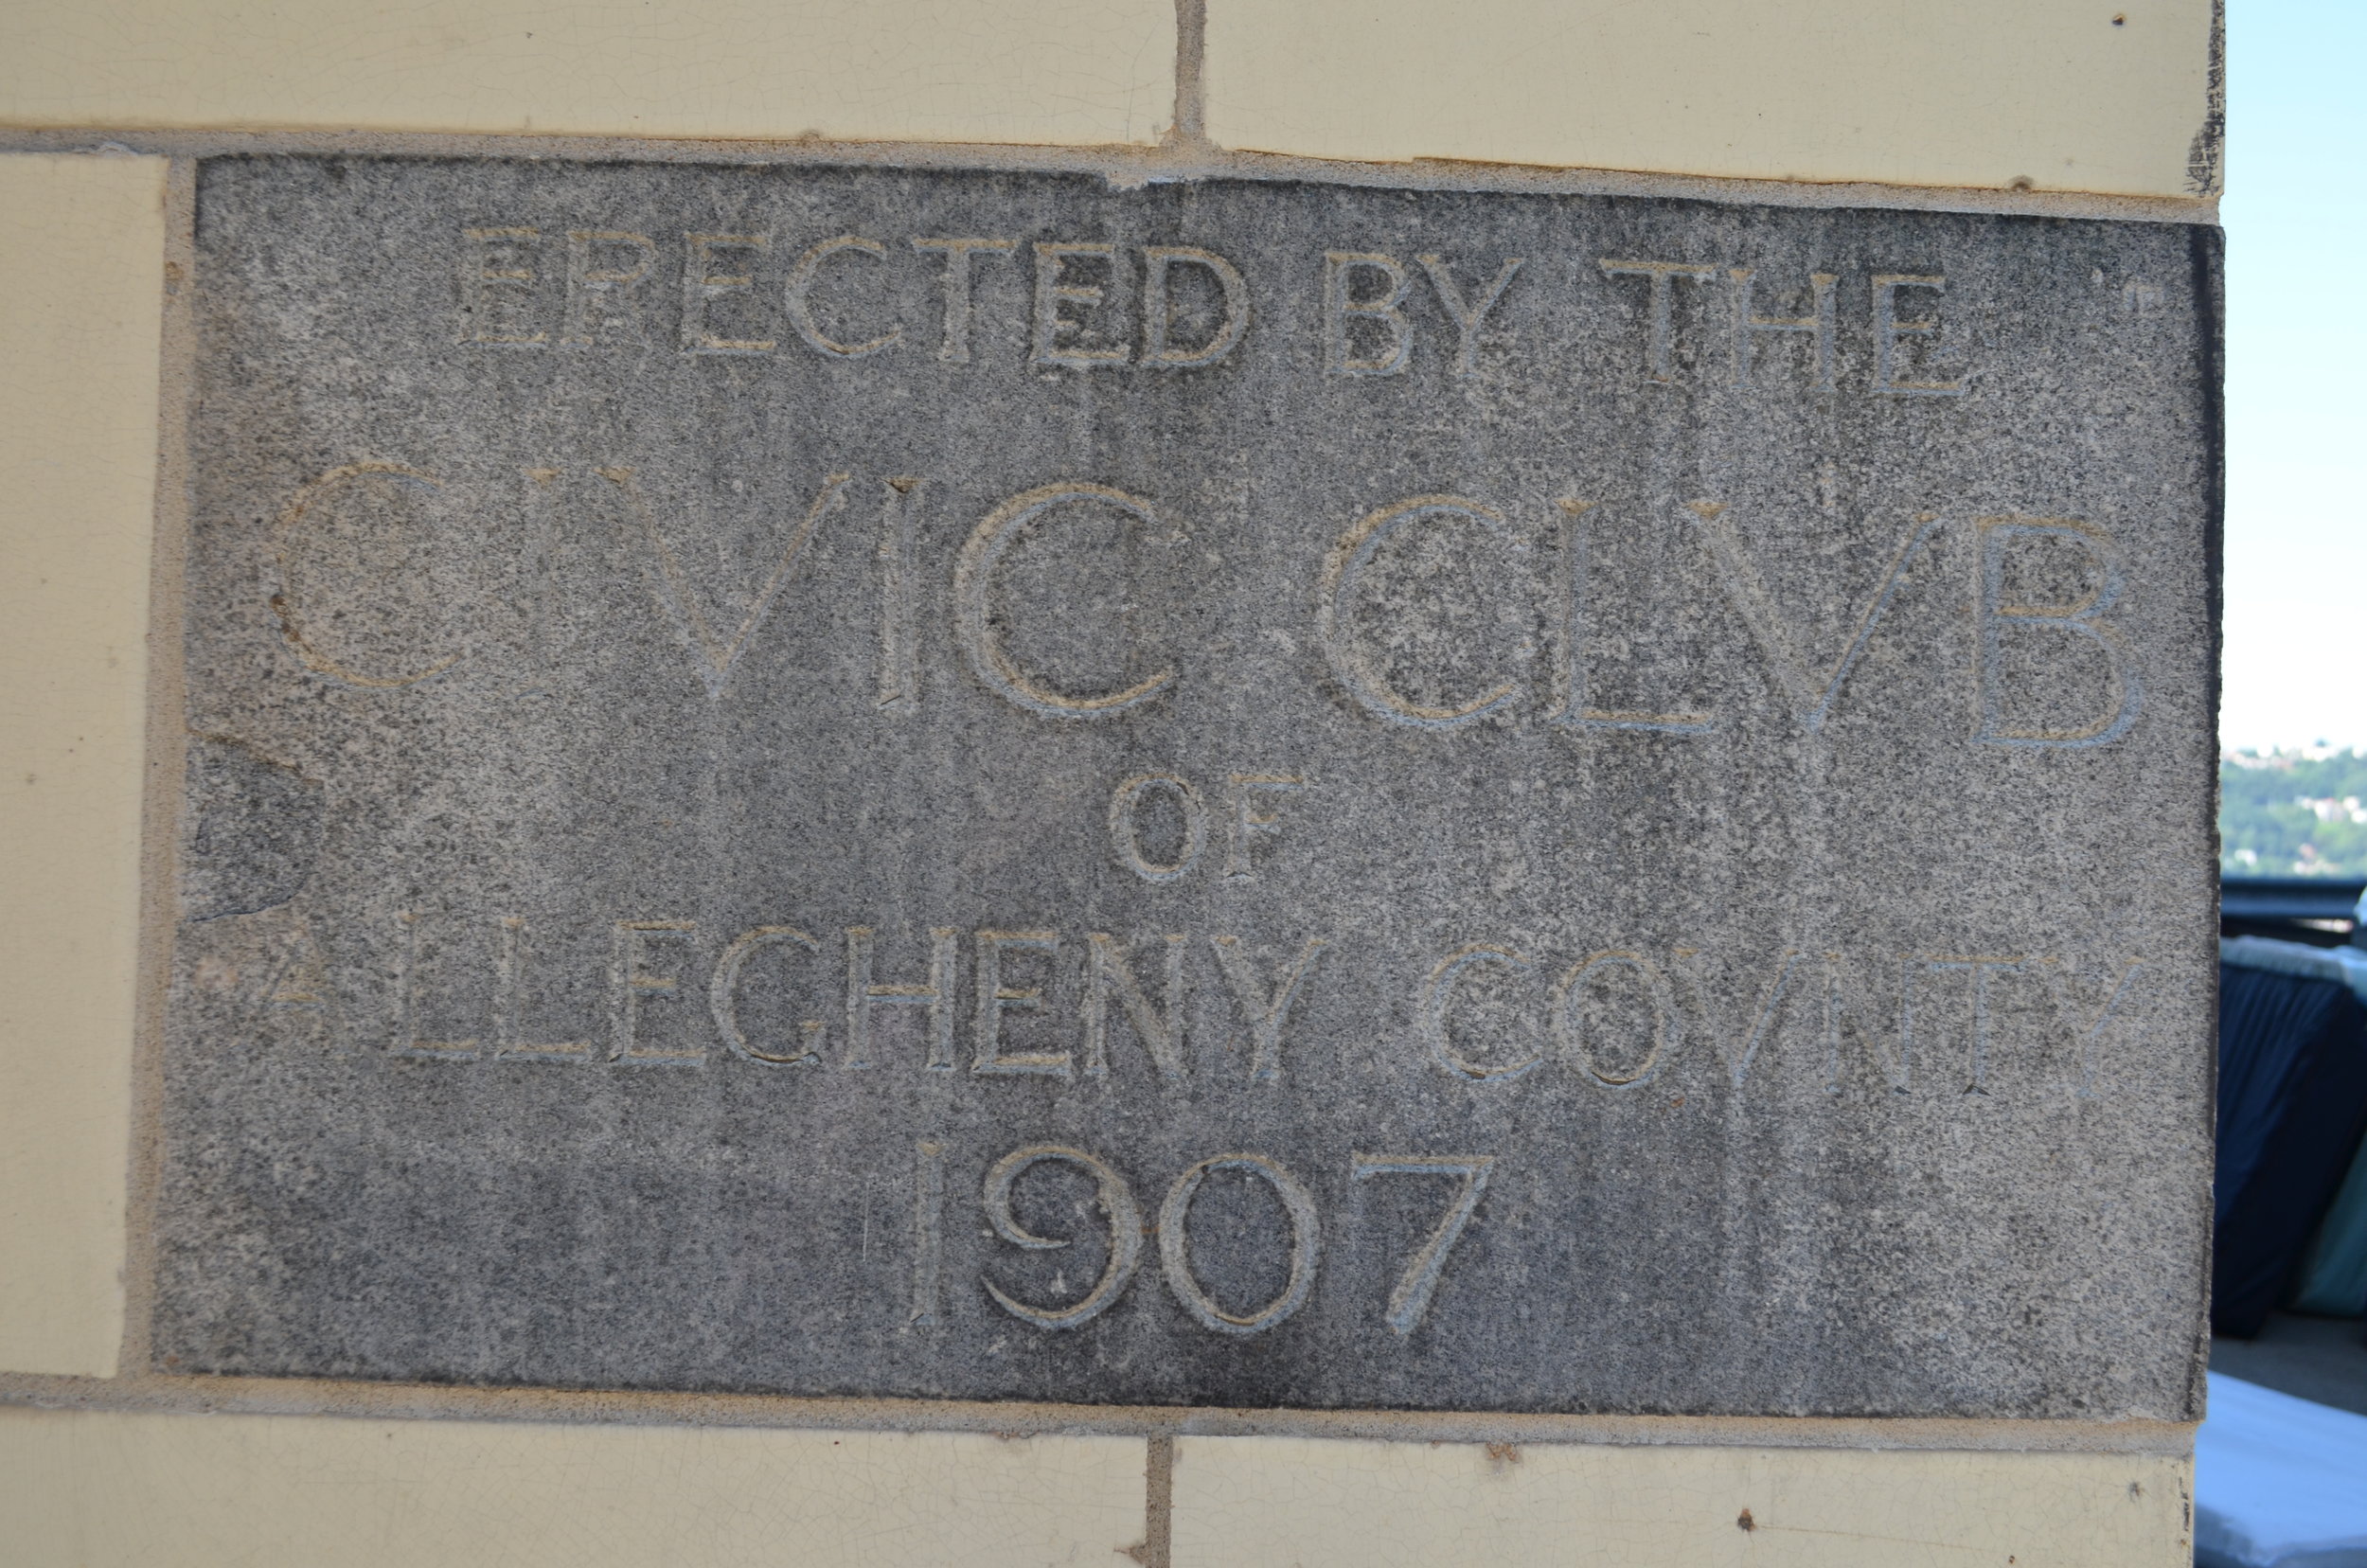 ERECTED BY THE
CIVIC CLVB
OF
ALLEGHENY COVNTY
1907